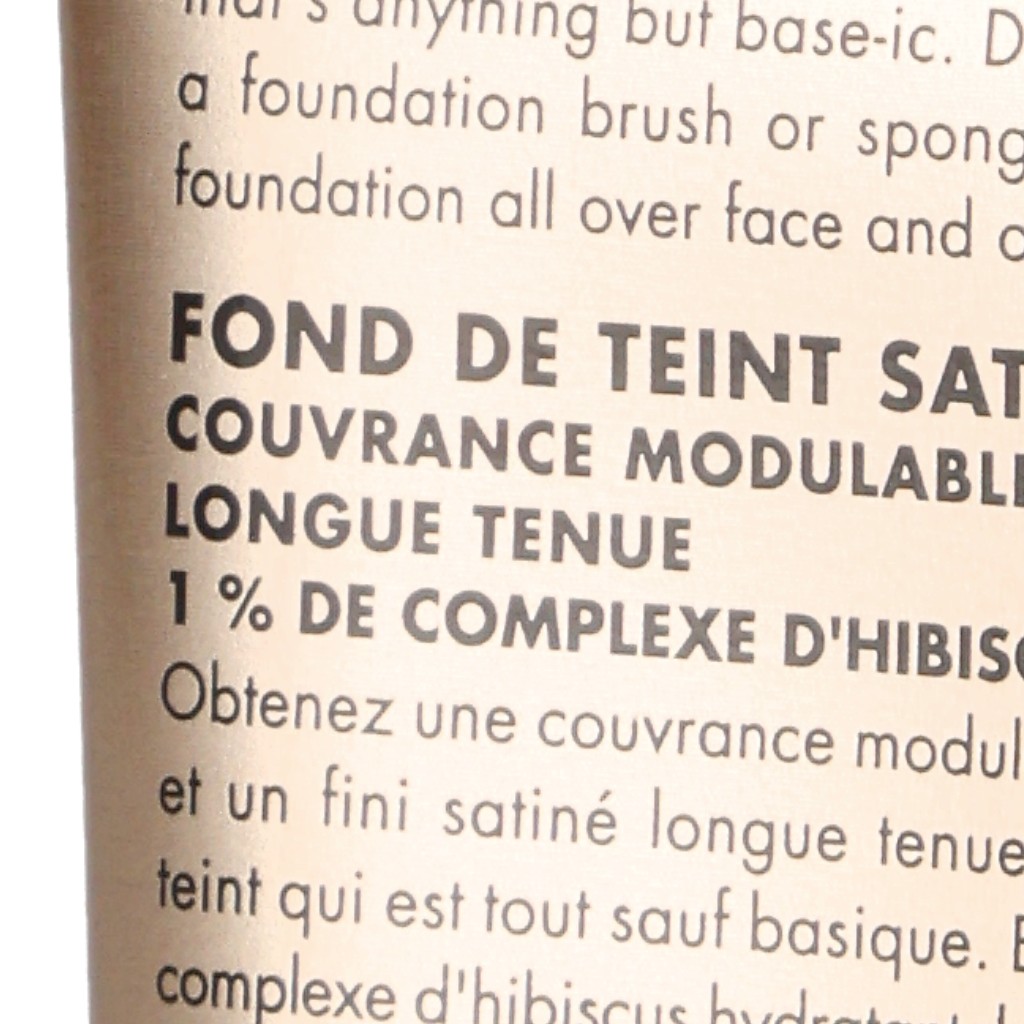 that's anything but base-ic. D
a foundation brush or spong
foundation all over face and
FOND DE TEINT SAT
COUVRANCE MODULABLE
LONGUE TENUE
1 % DE COMPLEXE D'HIBISC
Obtenez une couvrance modul
et un fini satiné longue tenue
teint qui est tout sauf basique. E
complexe d'hibiscus